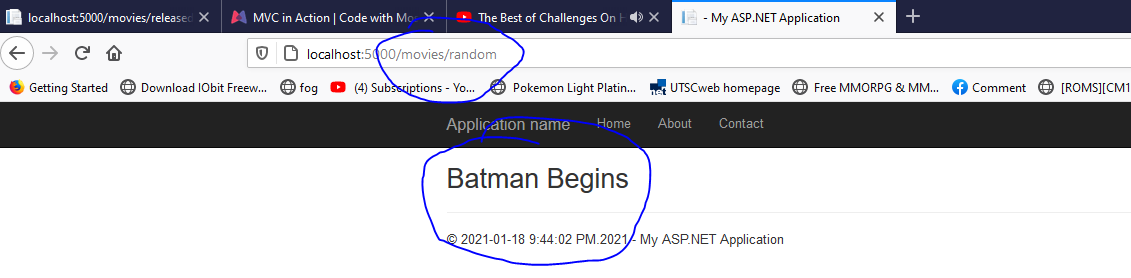 localhost:5000/movies/released
MVC in Action | Code with Mos
The Best of Challenges On H
- My ASP.NET Application
localhost:5000/movies/random
Getting Started
Download IObit Freew...
fog
(4) Subscriptions - Yo...
Pokemon Light Platin...
UTSCweb homepage
Free MMORPG & MM...
Comment
[ROMS][CM1
Application name
Home
About
Contact
Batman Begins
© 2021-01-18 9:44:02 PM.2021 - My ASP.NET Application